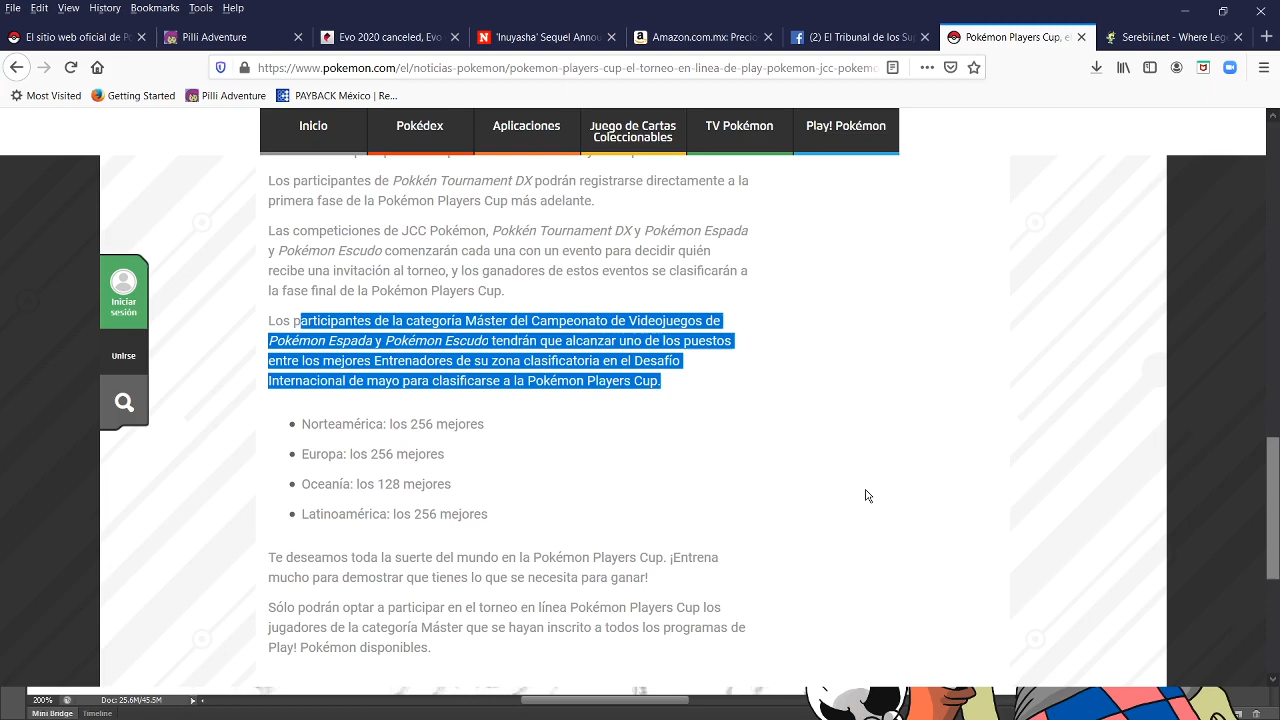 File Edit View History Bookmarks Tools Help
El sitio web oficial de Po
Pilli Adventure
Evo 2020 canceled, Evo
'Inuyasha' Sequel Annou
Amazon.com.mx: Precios
(2) El Tribunal de los Sup
Pokémon Players Cup, el
Serebii.net - Where Lege
https://www.pokemon.com/el/noticias-pokemon/pokemon-players-cup-el-torneo-en-linea-de-play-pokemon-jcc-pokemo
Most Visited
Getting Started
Pilli Adventure
PAYBACK México | Re...
Inicio
Pokédex
Aplicaciones
Juego de Cartas
Coleccionables
TV Pokémon
Play! Pokémon
Los participantes de Pokkén Tournament DX podrán registrarse directamente a la
primera fase de la Pokémon Players Cup más adelante.
Las competiciones de JCC Pokémon, Pokkén Tournament DX y Pokémon Espada
y Pokémon Escudo comenzarán cada una con un evento para decidir quién
recibe una invitación al torneo, y los ganadores de estos eventos se clasificarán a
la fase final de la Pokémon Players Cup.
Iniciar
sesión
Unirse
Los participantes de la categoría Máster del Campeonato de Videojuegos de
Pokémon Espada y Pokémon Escudo tendrán que alcanzar uno de los puestos
entre los mejores Entrenadores de su zona clasificatoria en el Desafío
Internacional de mayo para clasificarse a la Pokémon Players Cup.
• Norteamérica: los 256 mejores
• Europa: los 256 mejores
• Oceanía: los 128 mejores
• Latinoamérica: los 256 mejores
Te deseamos toda la suerte del mundo en la Pokémon Players Cup. ¡Entrena
mucho para demostrar que tienes lo que se necesita para ganar!
Sólo podrán optar a participar en el torneo en línea Pokémon Players Cup los
jugadores de la categoría Máster que se hayan inscrito a todos los programas de
Play! Pokémon disponibles.
200%
Doc: 25.6M/45.5M
Mini Bridge
Timeline